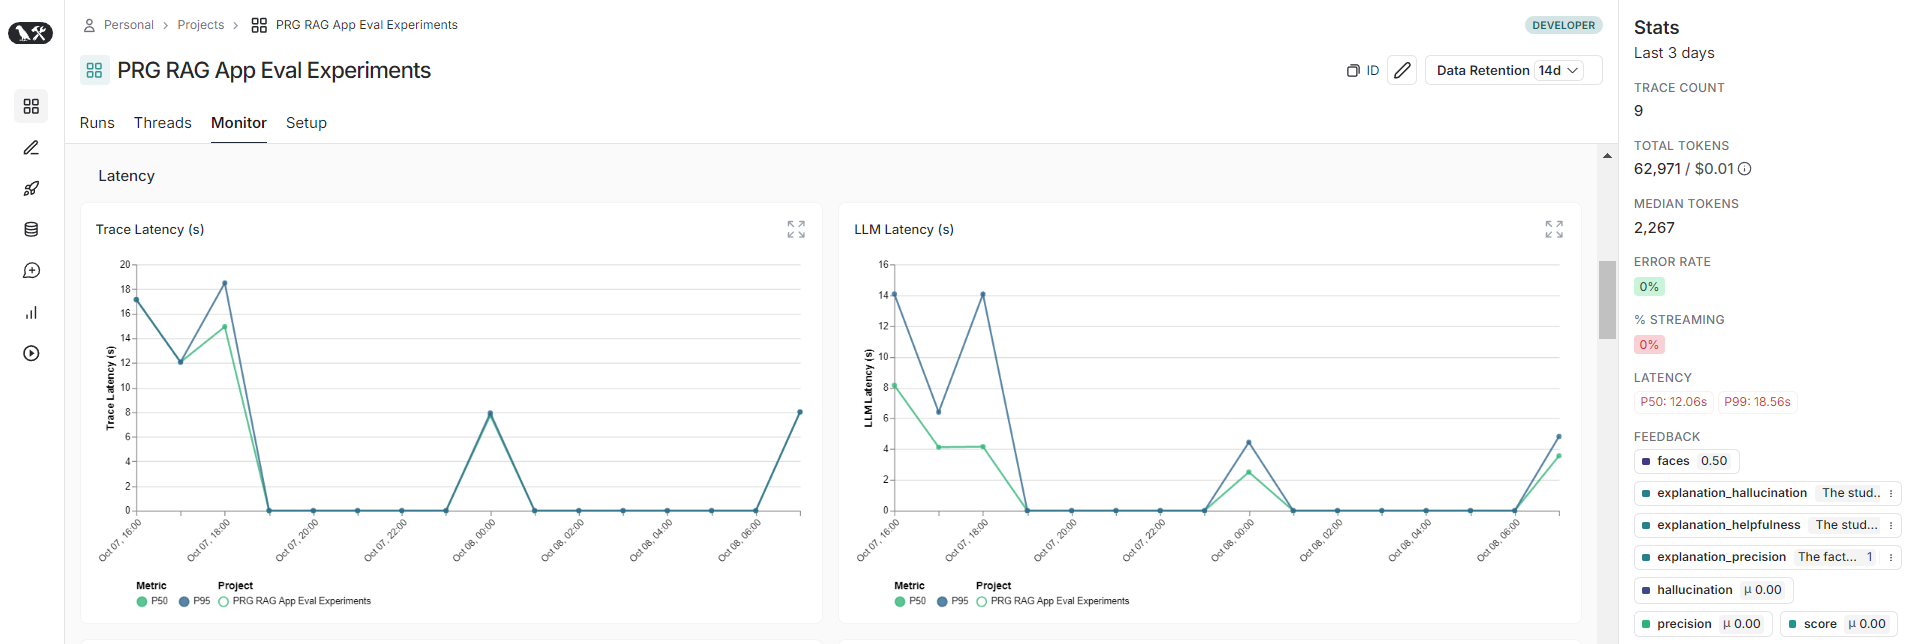 Personal > Projects > PRG RAG App Eval Experiments
DEVELOPER
PRG RAG App Eval Experiments
ID
Data Retention 14d
Runs Threads Monitor Setup
Latency
Trace Latency (s)
20
18
16
14
12
10
8
6
4
2
0
Trace Latency (s)
Oct 07, 16:00
Oct 07, 18:00
Oct 07, 20:00
Oct 07, 22:00
Oct 08, 00:00
Oct 08, 02:00
Oct 08, 04:00
Oct 08, 06:00
Metric Project
P50 P95 PRG RAG App Eval Experiments
LLM Latency (s)
16
14
12
10
8
6
4
2
0
LLM Latency (s)
Oct 07, 16:00
Oct 07, 18:00
Oct 07, 20:00
Oct 07, 22:00
Oct 08, 00:00
Oct 08, 02:00
Oct 08, 04:00
Oct 08, 06:00
Metric Project
P50 P95 PRG RAG App Eval Experiments
Stats
Last 3 days
TRACE COUNT
9
TOTAL TOKENS
62,971 / $0.01
MEDIAN TOKENS
2,267
ERROR RATE
0%
% STREAMING
0%
LATENCY
P50: 12.06s P99: 18.56s
FEEDBACK
faces 0.50
explanation_hallucination The stud..
explanation_helpfulness The stud...
explanation_precision The fact... 1
hallucination μ 0.00
precision μ 0.00 score μ 0.00